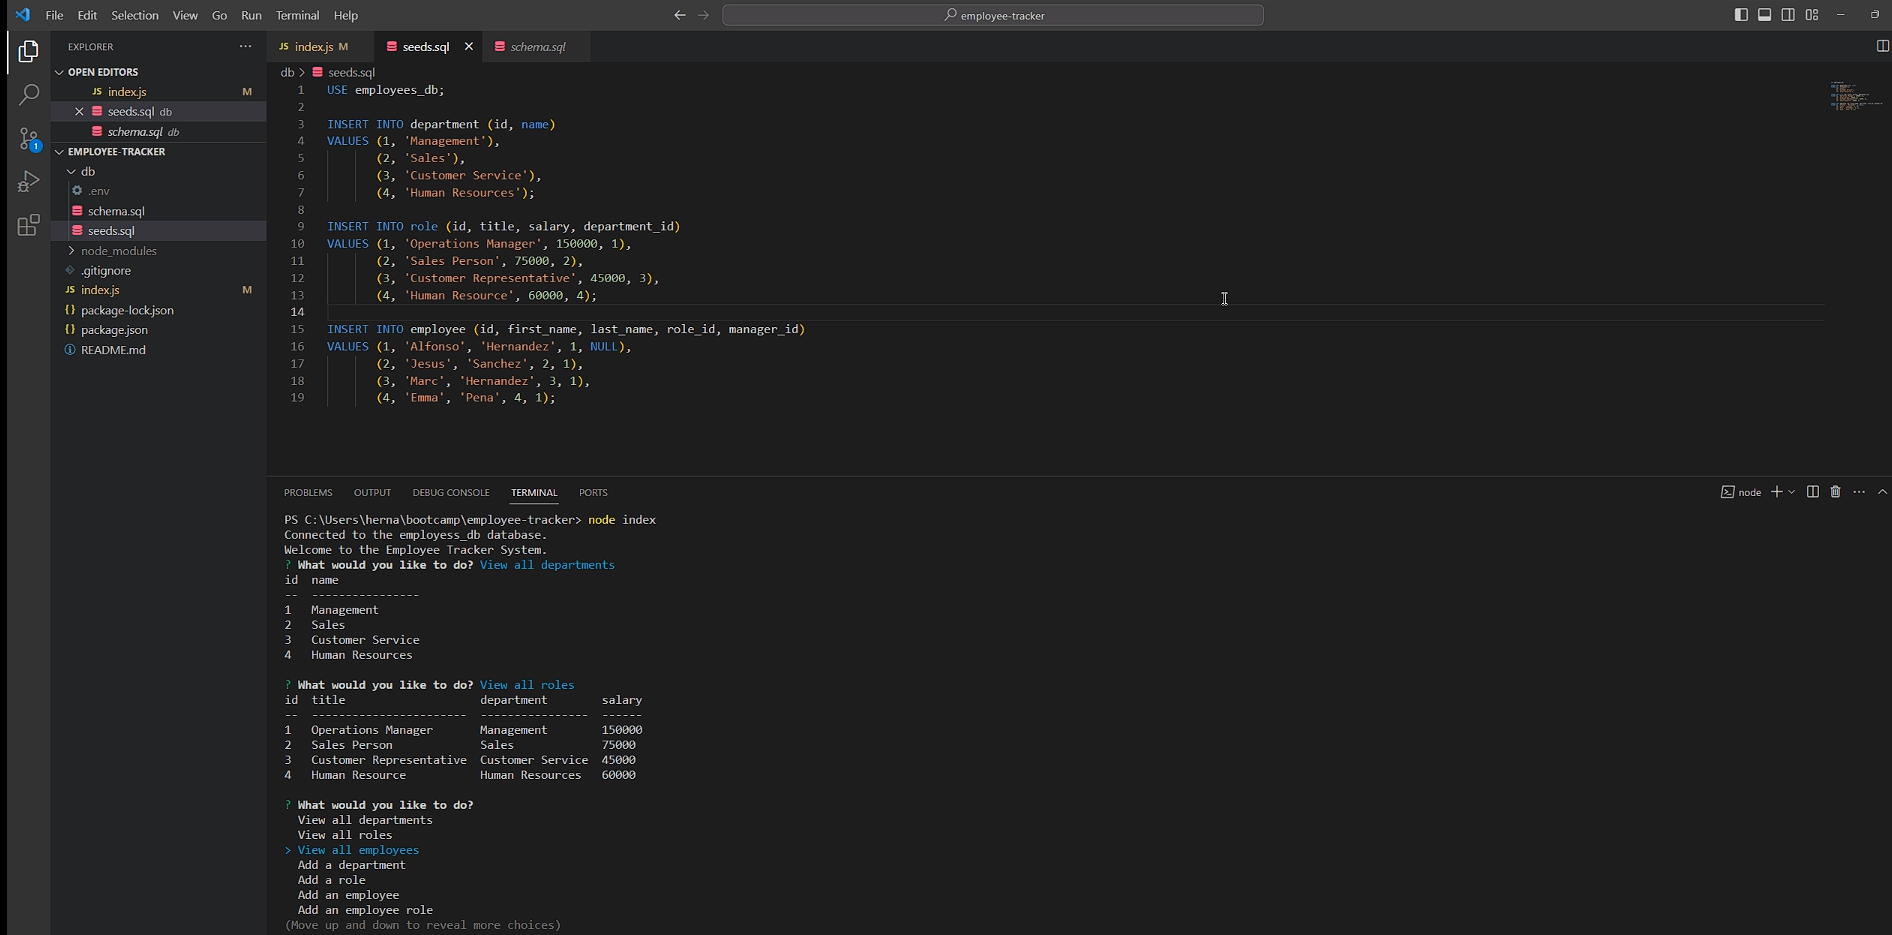 File Edit Selection View Go Run Terminal Help
employee-tracker
EXPLORER
OPEN EDITORS
JS index.js M
seeds.sql db
schema.sql db
EMPLOYEE-TRACKER
db
.env
schema.sql
seeds.sql
node_modules
.gitignore
JS index.js M
{} package-lock.json
{} package.json
README.md
1
JS index.js M
seeds.sql
schema.sql
db > seeds.sql
1 USE employees_db;
2
3 INSERT INTO department (id, name)
4 VALUES (1, 'Management'),
5 (2, 'Sales'),
6 (3, 'Customer Service'),
7 (4, 'Human Resources');
8
9 INSERT INTO role (id, title, salary, department_id)
10 VALUES (1, 'Operations Manager', 150000, 1),
11 (2, 'Sales Person', 75000, 2),
12 (3, 'Customer Representative', 45000, 3),
13 (4, 'Human Resource', 60000, 4);
14
15 INSERT INTO employee (id, first_name, last_name, role_id, manager_id)
16 VALUES (1, 'Alfonso', 'Hernandez', 1, NULL),
17 (2, 'Jesus', 'Sanchez', 2, 1),
18 (3, 'Marc', 'Hernandez', 3, 1),
19 (4, 'Emma', 'Pena', 4, 1);
PROBLEMS OUTPUT DEBUG CONSOLE TERMINAL PORTS
node
PS C:\Users\herna\bootcamp\employee-tracker> node index
Connected to the employess_db database.
Welcome to the Employee Tracker System.
? What would you like to do? View all departments
id name
-- ----------------
1 Management
2 Sales
3 Customer Service
4 Human Resources
? What would you like to do? View all roles
id title department salary
-- ----------------------- ---------------- ------
1 Operations Manager Management 150000
2 Sales Person Sales 75000
3 Customer Representative Customer Service 45000
4 Human Resource Human Resources 60000
? What would you like to do?
View all departments
View all roles
> View all employees
Add a department
Add a role
Add an employee
Add an employee role
(Move up and down to reveal more choices)